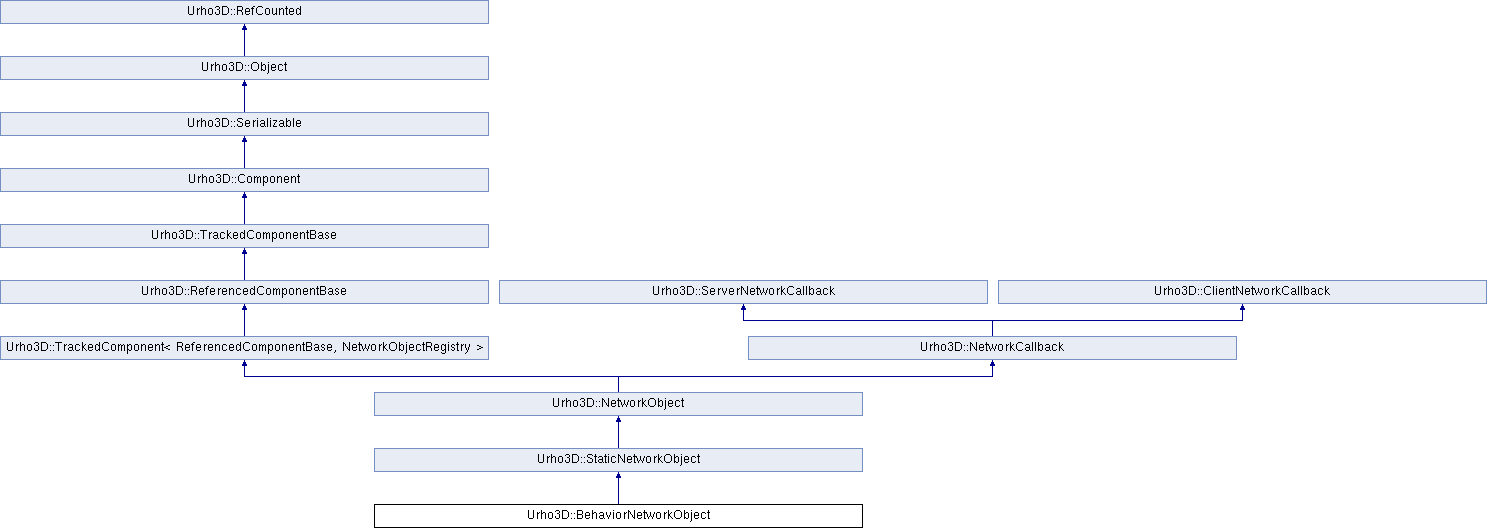 Urho3D::RefCounted
Urho3D::Object
Urho3D::Serializable
Urho3D::Component
Urho3D::TrackedComponentBase
Urho3D::ReferencedComponentBase
Urho3D::ServerNetworkCallback
Urho3D::ClientNetworkCallback
Urho3D::TrackedComponent< ReferencedComponentBase, NetworkObjectRegistry >
Urho3D::NetworkCallback
Urho3D::NetworkObject
Urho3D::StaticNetworkObject
Urho3D::BehaviorNetworkObject